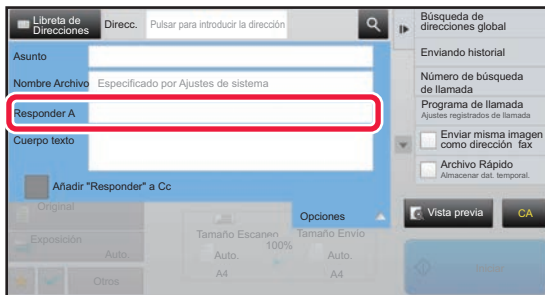 Libreta de
Direcciones
Direcc.
Pulsar para introducir la dirección
Asunto
Nombre Archivo
Especificado por Ajustes de sistema
Responder A
Cuerpo texto
Añadir "Responder" a Cc
Opciones
Original
Exposición
Auto.
Otros
Tamaño Escaneo
100%
Tamaño Envío
Auto.
Auto.
A4
A4
Búsqueda de
direcciones global
Enviando historial
Número de búsqueda
de llamada
Programa de llamada
Ajustes registrados de llamada
Enviar misma imagen
como dirección fax
Archivo Rápido
Almacenar dat. temporal.
Vista previa
CA
Iniciar